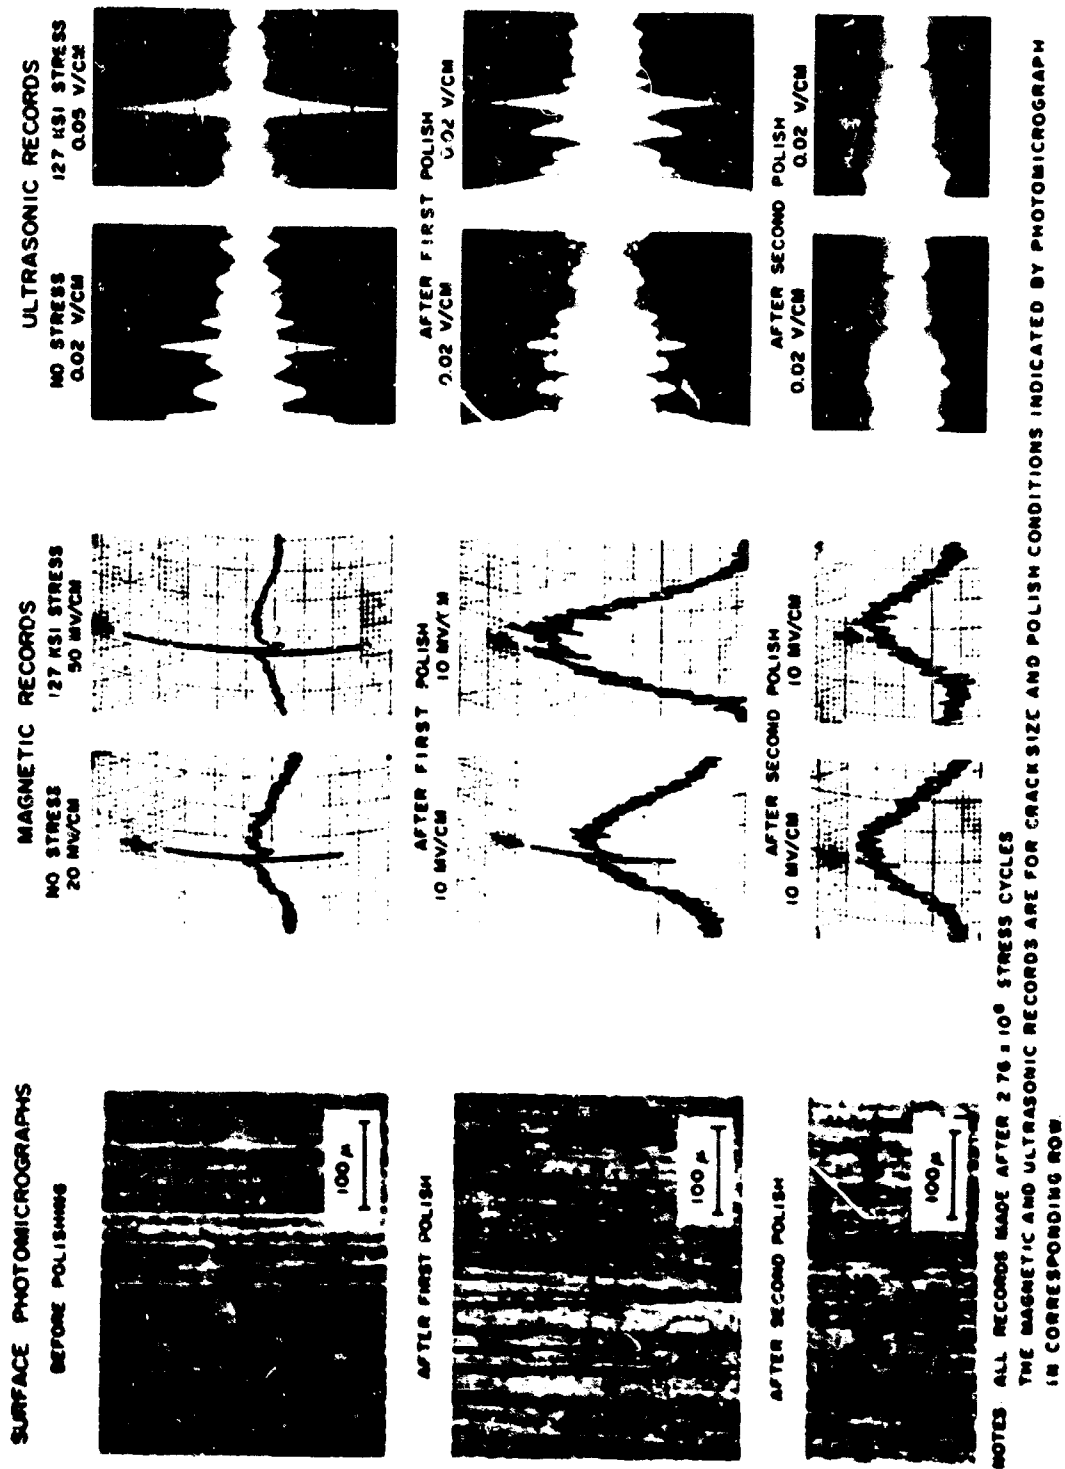 SURFACE PHOTOMICROGRAPHS
MAGNETIC RECORDS
ULTRASONIC RECORDS
BEFORE POLISHING
NO STRESS
20 MV/CM
127 KSI STRESS
50 MV/CM
NO STRESS
0.02 V/CM
127 KSI STRESS
0.05 V/CM
100 μ
AFTER FIRST POLISH
AFTER FIRST POLISH
10 MV/CM
10 MV/CM
AFTER FIRST POLISH
0.02 V/CM
0.02 V/CM
100 μ
AFTER SECOND POLISH
AFTER SECOND POLISH
10 MV/CM
10 MV/CM
AFTER SECOND POLISH
0.02 V/CM
0.02 V/CM
100 μ
NOTES: ALL RECORDS MADE AFTER 2 76 x 10⁶ STRESS CYCLES
THE MAGNETIC AND ULTRASONIC RECORDS ARE FOR CRACK SIZE AND POLISH CONDITIONS INDICATED BY PHOTOMICROGRAPH
IN CORRESPONDING ROW.